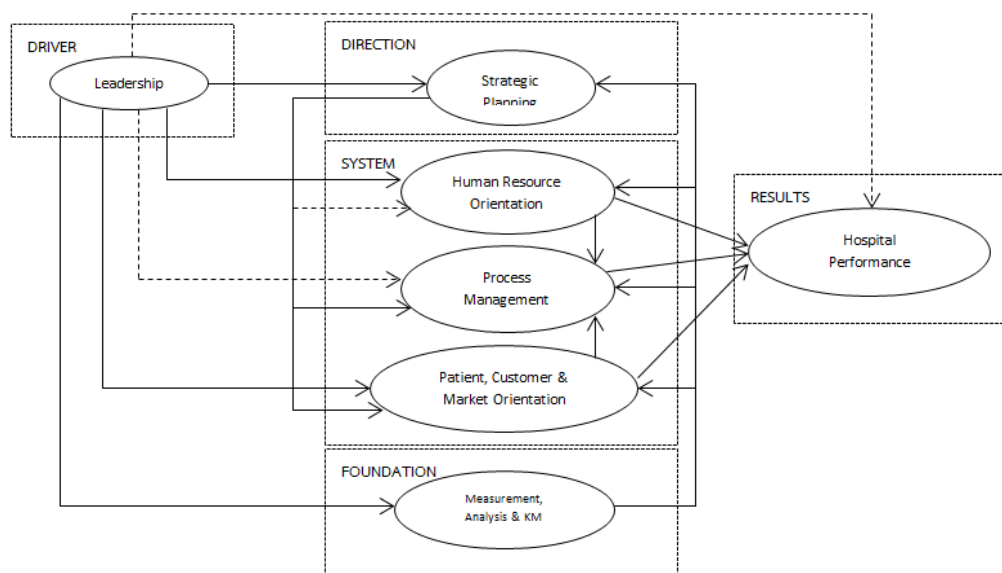 DRIVER
Leadership
DIRECTION
Strategic
Planning
SYSTEM
Human Resource
Orientation
Process
Management
Patient, Customer &
Market Orientation
FOUNDATION
Measurement,
Analysis & KM
RESULTS
Hospital
Performance